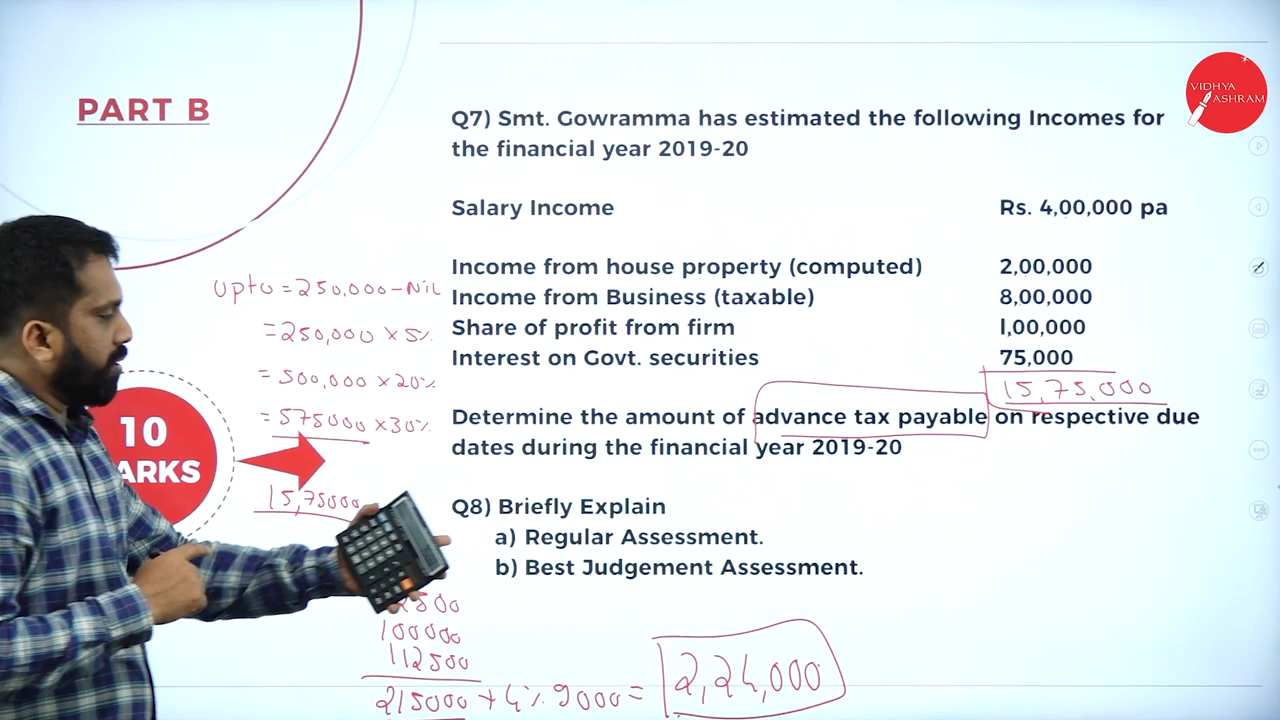 PART B
VIDHYA
ASHRAM
Q7) Smt. Gowramma has estimated the following Incomes for
the financial year 2019-20
Salary Income Rs. 4,00,000 pa
Income from house property (computed) 2,00,000
Income from Business (taxable) 8,00,000
Share of profit from firm 1,00,000
Interest on Govt. securities 75,000
15,75,000
Determine the amount of advance tax payable on respective due
dates during the financial year 2019-20
Q8) Briefly Explain
a) Regular Assessment.
b) Best Judgement Assessment.
upto = 250,000 - Nil
= 250,000 x 5%
= 500,000 x 20%
= 575000 x 30%
15,75000
10
ARKS
2500
100000
112500
215000 + 4% 9000 = 2,24,000